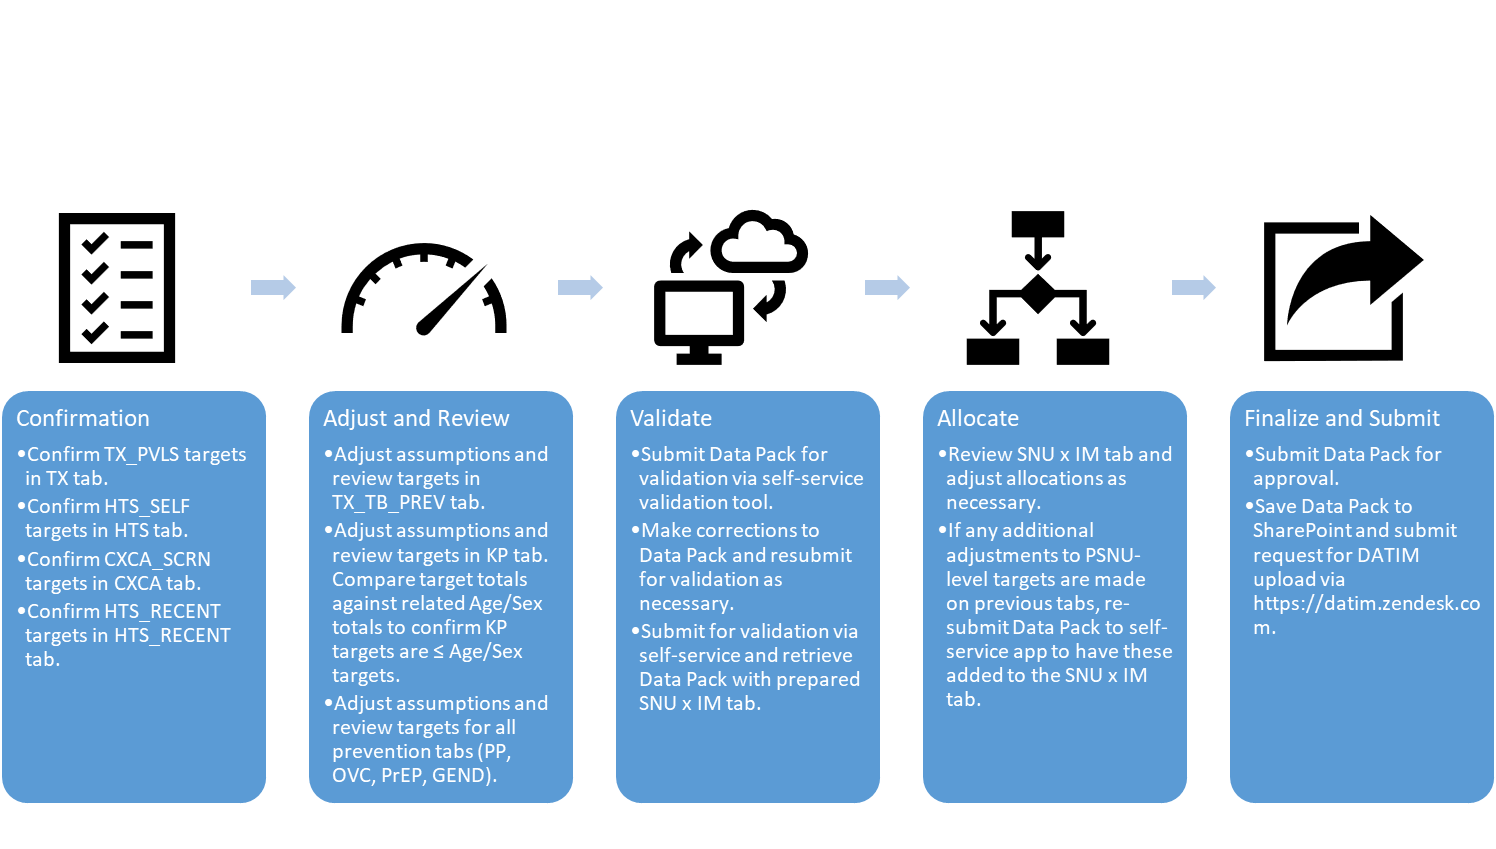 Confirmation
•Confirm TX_PVLS targets
in TX tab.
•Confirm HTS_SELF
targets in HTS tab.
•Confirm CXCA_SCRN
targets in CXCA tab.
•Confirm HTS_RECENT
targets in HTS_RECENT
tab.
Adjust and Review
•Adjust assumptions and
review targets in
TX_TB_PREV tab.
•Adjust assumptions and
review targets in KP tab.
Compare target totals
against related Age/Sex
totals to confirm KP
targets are ≤ Age/Sex
targets.
•Adjust assumptions and
review targets for all
prevention tabs (PP,
OVC, PrEP, GEND).
Validate
•Submit Data Pack for
validation via self-service
validation tool.
•Make corrections to
Data Pack and resubmit
for validation as
necessary.
•Submit for validation via
self-service and retrieve
Data Pack with prepared
SNU x IM tab.
Allocate
•Review SNU x IM tab and
adjust allocations as
necessary.
•If any additional
adjustments to PSNU-
level targets are made
on previous tabs, re-
submit Data Pack to self-
service app to have these
added to the SNU x IM
tab.
Finalize and Submit
•Submit Data Pack for
approval.
•Save Data Pack to
SharePoint and submit
request for DATIM
upload via
https://datim.zendesk.co
m.